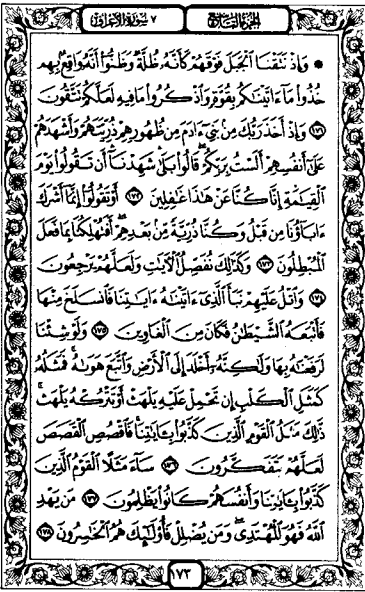 الجزء التاسع
٧ سورة الأعراف
۞ وَإِذ نَتَقۡنَا ٱلۡجَبَلَ فَوۡقَهُمۡ كَأَنَّهُۥ ظُلَّةٞ وَظَنُّوٓاْ أَنَّهُۥ وَاقِعُۢ بِهِمۡ
خُذُواْ مَآ ءَاتَيۡنَٰكُم بِقُوَّةٖ وَٱذۡكُرُواْ مَا فِيهِ لَعَلَّكُمۡ تَتَّقُونَ
١٧١ وَإِذۡ أَخَذَ رَبُّكَ مِنۢ بَنِيٓ ءَادَمَ مِن ظُهُورِهِمۡ ذُرِّيَّتَهُمۡ وَأَشۡهَدَهُمۡ
عَلَىٰٓ أَنفُسِهِمۡ أَلَسۡتُ بِرَبِّكُمۡۖ قَالُواْ بَلَىٰ شَهِدۡنَآۚ أَن تَقُولُواْ يَوۡمَ
ٱلۡقِيَٰمَةِ إِنَّا كُنَّا عَنۡ هَٰذَا غَٰفِلِينَ ١٧٢ أَوۡ تَقُولُوٓاْ إِنَّمَآ أَشۡرَكَ
ءَابَآؤُنَا مِن قَبۡلُ وَكُنَّا ذُرِّيَّةٗ مِّنۢ بَعۡدِهِمۡۖ أَفَتُهۡلِكُنَا بِمَا فَعَلَ
ٱلۡمُبۡطِلُونَ ١٧٣ وَكَذَٰلِكَ نُفَصِّلُ ٱلۡأٓيَٰتِ وَلَعَلَّهُمۡ يَرۡجِعُونَ
١٧٤ وَٱتۡلُ عَلَيۡهِمۡ نَبَأَ ٱلَّذِيٓ ءَاتَيۡنَٰهُ ءَايَٰتِنَا فَٱنسَلَخَ مِنۡهَا
فَأَتۡبَعَهُ ٱلشَّيۡطَٰنُ فَكَانَ مِنَ ٱلۡغَاوِينَ ١٧٥ وَلَوۡ شِئۡنَا
لَرَفَعۡنَٰهُ بِهَا وَلَٰكِنَّهُۥٓ أَخۡلَدَ إِلَى ٱلۡأَرۡضِ وَٱتَّبَعَ هَوَىٰهُۚ فَمَثَلُهُۥ
كَمَثَلِ ٱلۡكَلۡبِ إِن تَحۡمِلۡ عَلَيۡهِ يَلۡهَثۡ أَوۡ تَتۡرُكۡهُ يَلۡهَثۚ
ذَّٰلِكَ مَثَلُ ٱلۡقَوۡمِ ٱلَّذِينَ كَذَّبُواْ بِـَٔايَٰتِنَاۚ فَٱقۡصُصِ ٱلۡقَصَصَ
لَعَلَّهُمۡ يَتَفَكَّرُونَ ١٧٦ سَآءَ مَثَلًا ٱلۡقَوۡمُ ٱلَّذِينَ
كَذَّبُواْ بِـَٔايَٰتِنَا وَأَنفُسَهُمۡ كَانُواْ يَظۡلِمُونَ ١٧٧ مَن يَهۡدِ
ٱللَّهُ فَهُوَ ٱلۡمُهۡتَدِيۖ وَمَن يُضۡلِلۡ فَأُوْلَٰٓئِكَ هُمُ ٱلۡخَٰسِرُونَ ١٧٨
١٧٣